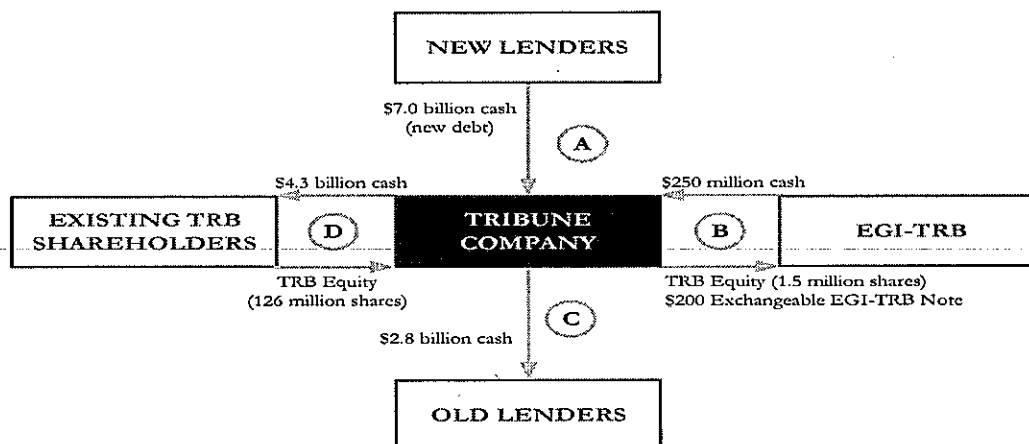 NEW LENDERS
$7.0 billion cash
(new debt)
A
$4.3 billion cash
$250 million cash
EXISTING TRB
SHAREHOLDERS
D
TRIBUNE
COMPANY
B
EGI-TRB
TRB Equity
(126 million shares)
TRB Equity (1.5 million shares)
$200 Exchangeable EGI-TRB Note
C
$2.8 billion cash
OLD LENDERS